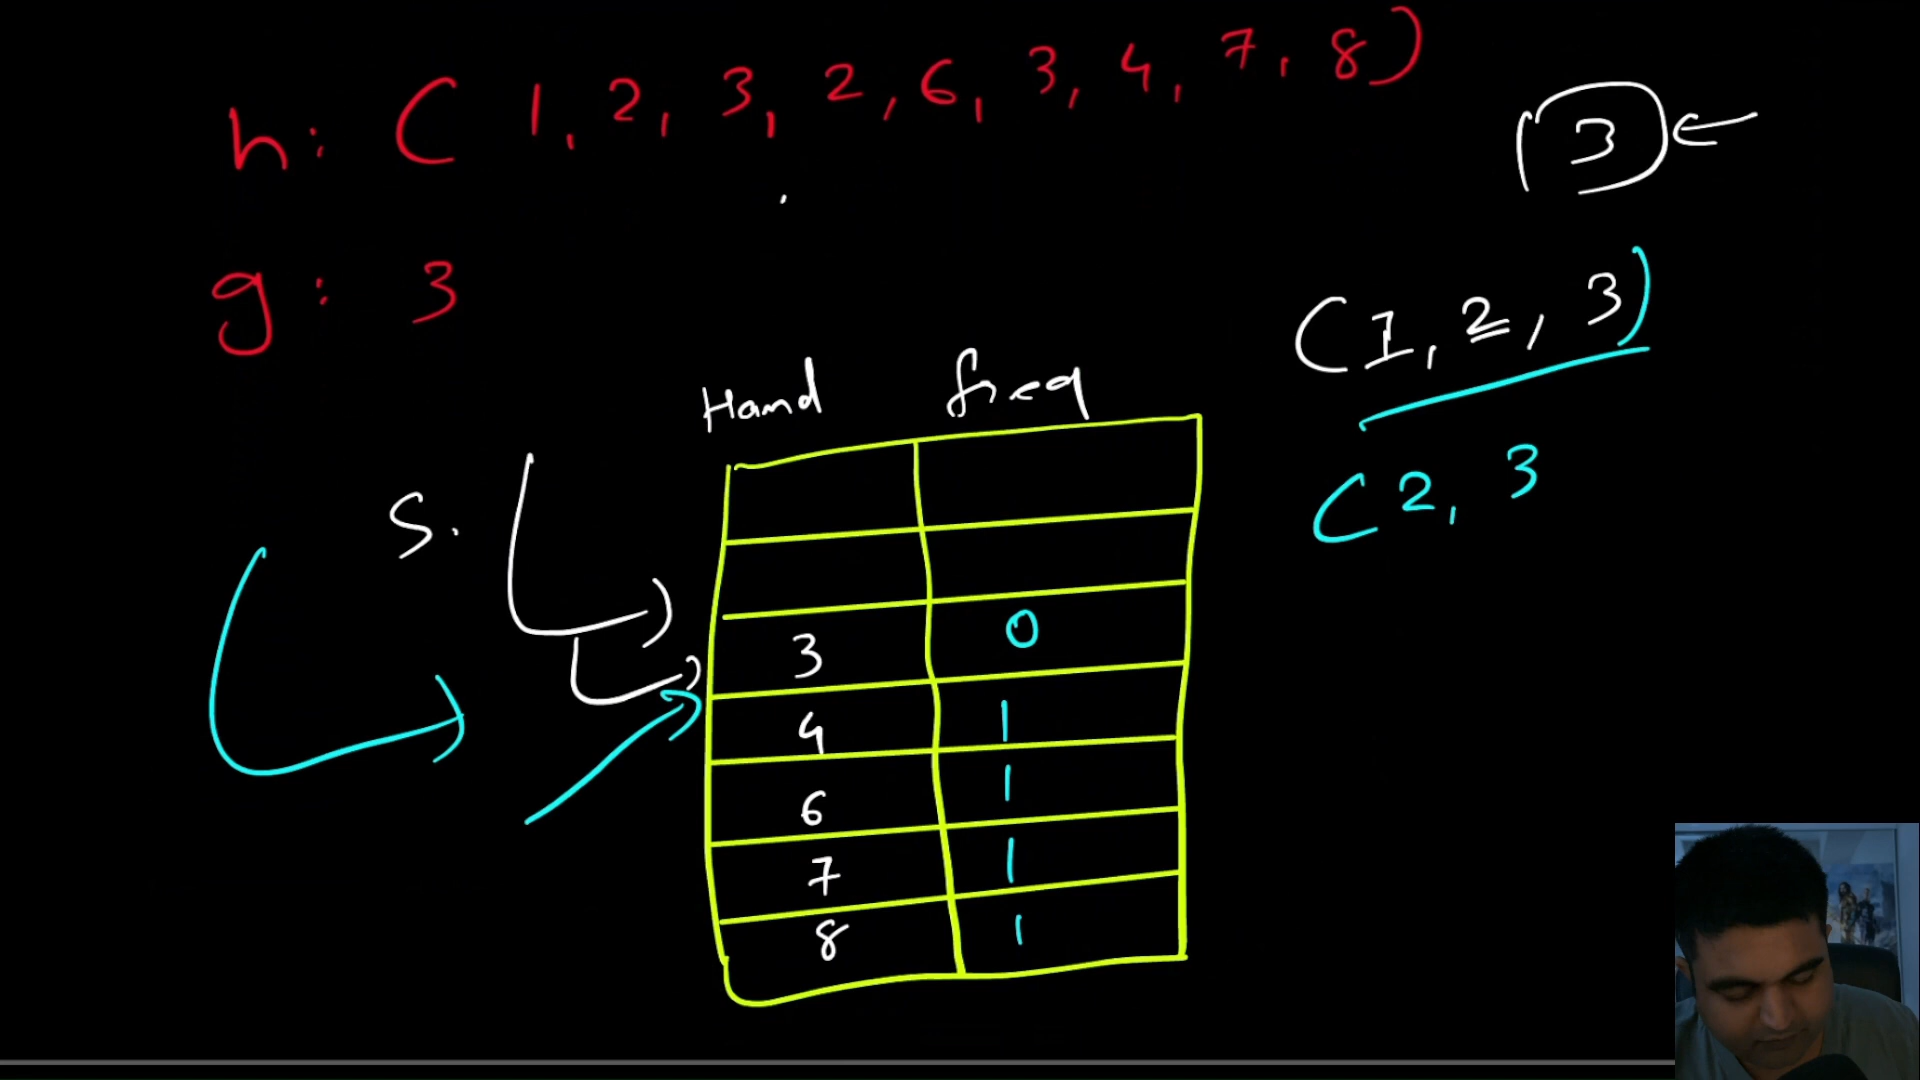 h: ( 1, 2, 3, 2, 6, 3, 4, 7, 8)
3
g: 3
(1, 2, 3)
Hand freq
(2, 3
S.
3 0
4 1
6 1
7 1
8 1